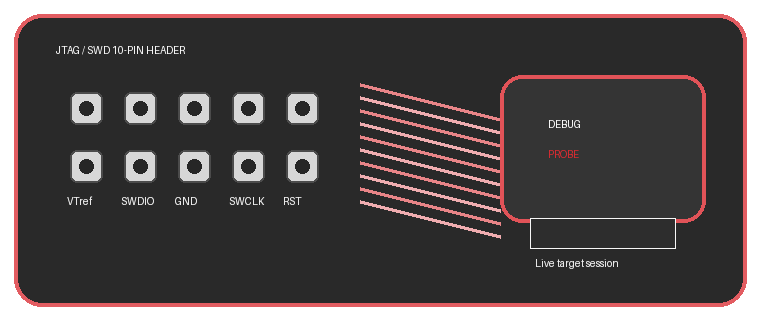 JTAG / SWD 10-PIN HEADER
VTref SWDIO GND SWCLK RST
DEBUG
PROBE
Live target session